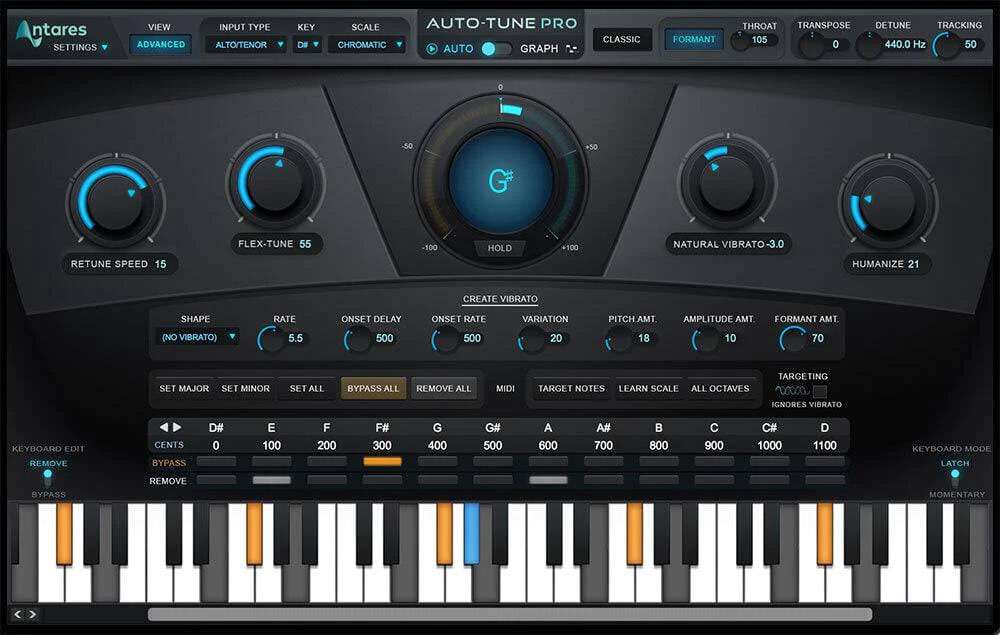 Antares
SETTINGS
VIEW
ADVANCED
INPUT TYPE KEY SCALE
ALTO/TENOR D# CHROMATIC
AUTO-TUNE PRO
AUTO GRAPH
CLASSIC
FORMANT
THROAT
105
TRANSPOSE DETUNE TRACKING
0 440.0 Hz 50
0
-50 +50
G#
-100 +100
HOLD
RETUNE SPEED 15
FLEX-TUNE 55
NATURAL VIBRATO -3.0
HUMANIZE 21
CREATE VIBRATO
SHAPE RATE ONSET DELAY ONSET RATE VARIATION PITCH AMT. AMPLITUDE AMT. FORMANT AMT.
(NO VIBRATO) 5.5 500 500 20 18 10 70
SET MAJOR SET MINOR SET ALL BYPASS ALL REMOVE ALL MIDI TARGET NOTES LEARN SCALE ALL OCTAVES
TARGETING
IGNORES VIBRATO
D# E F F# G G# A A# B C C# D
CENTS 0 100 200 300 400 500 600 700 800 900 1000 1100
BYPASS
REMOVE
KEYBOARD EDIT
REMOVE
BYPASS
KEYBOARD MODE
LATCH
MOMENTARY